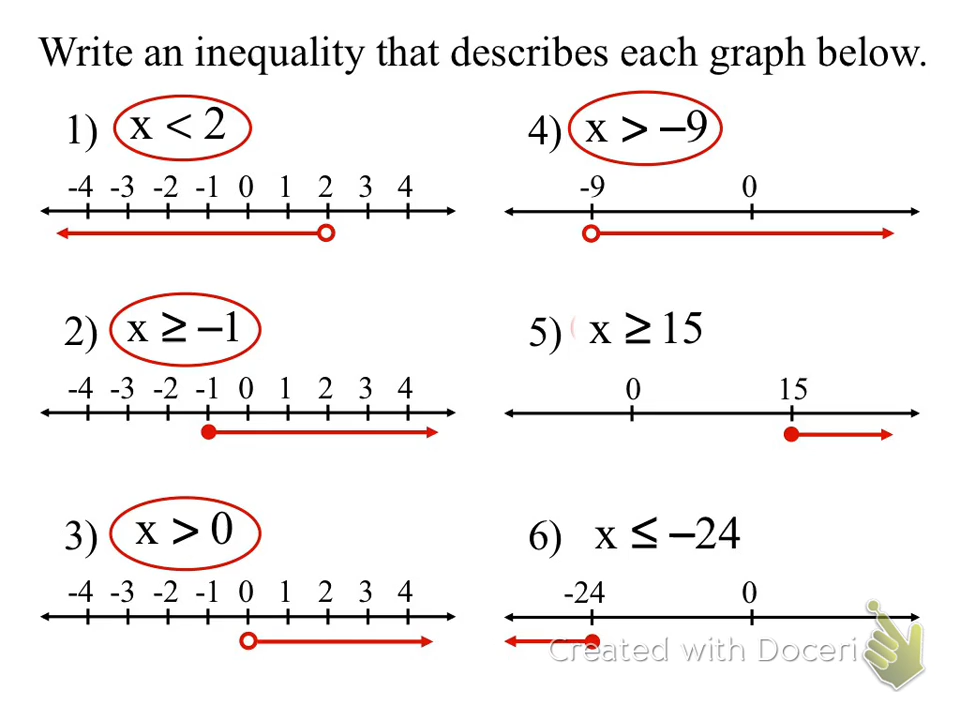 Write an inequality that describes each graph below.
1) x < 2
-4 -3 -2 -1 0 1 2 3 4
2) x ≥ −1
-4 -3 -2 -1 0 1 2 3 4
3) x > 0
-4 -3 -2 -1 0 1 2 3 4
4) x > −9
-9 0
5) x ≥ 15
0 15
6) x ≤ −24
-24 0
Created with Doceri